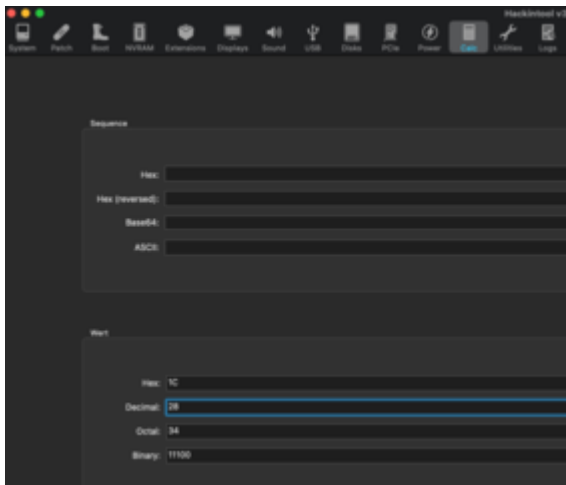 Hackintool v3
System Patch Boot NVRAM Extensions Displays Sound USB Disks PCIe Power Calc Utilities Logs
Sequence
Hex:
Hex (reversed):
Base64:
ASCII:
Wert
Hex: 1C
Decimal: 28
Octal: 34
Binary: 11100